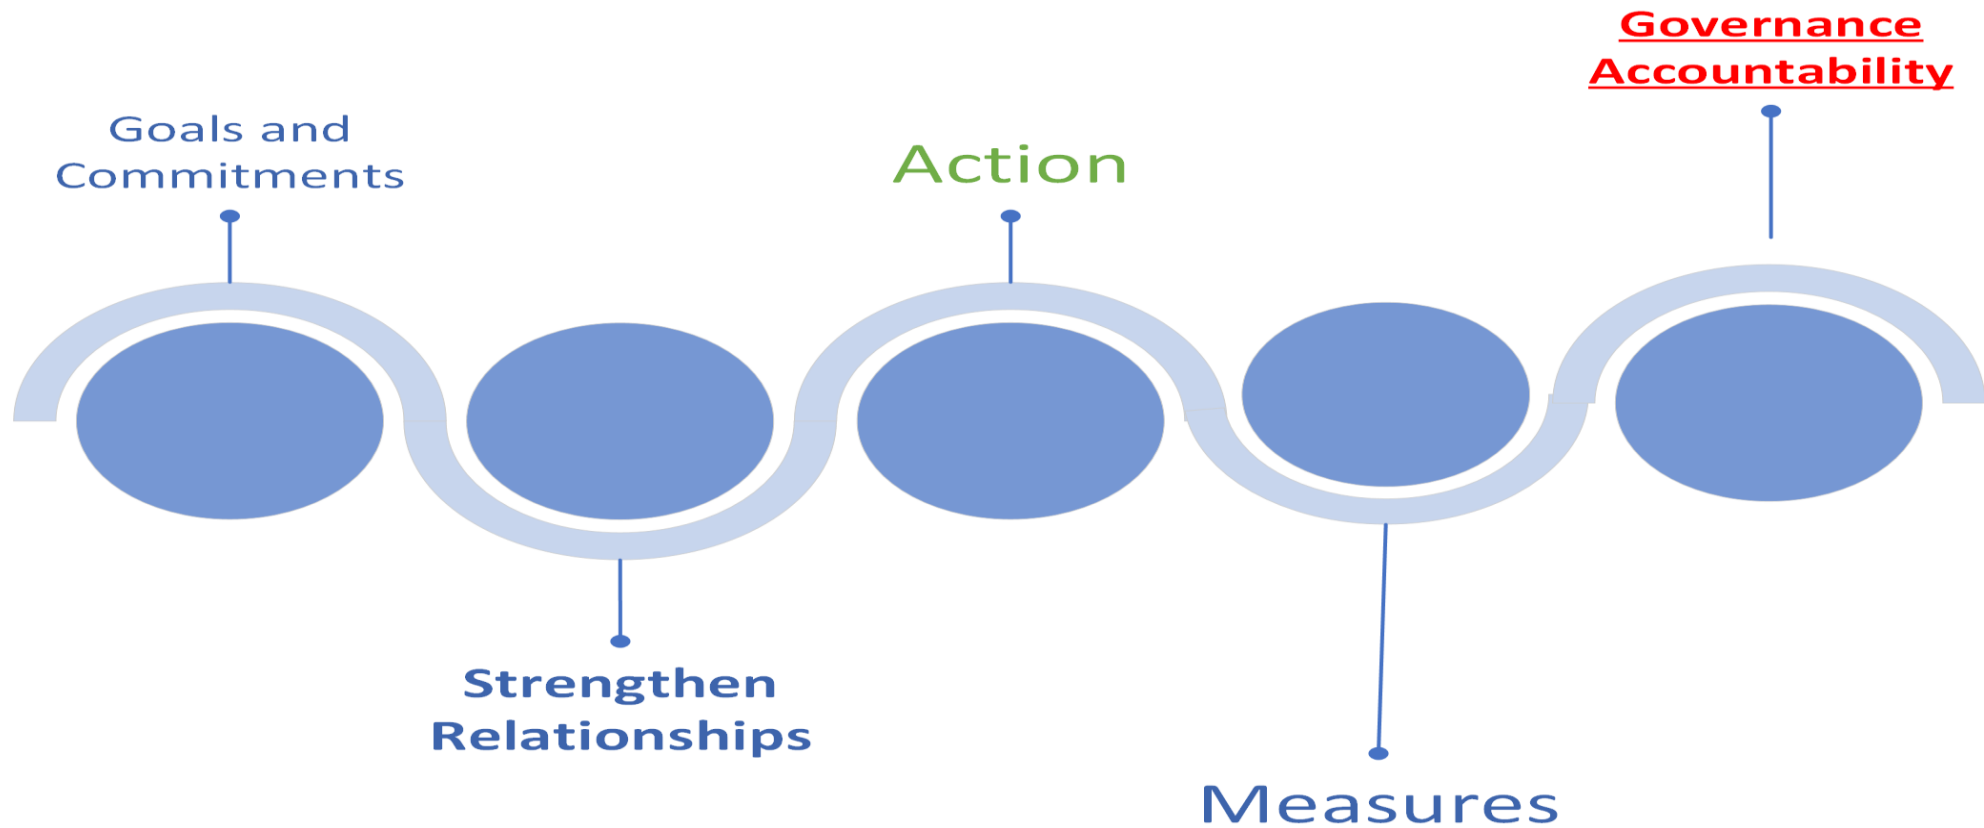 Goals and
Commitments
Strengthen
Relationships
Action
Measures
Governance
Accountability